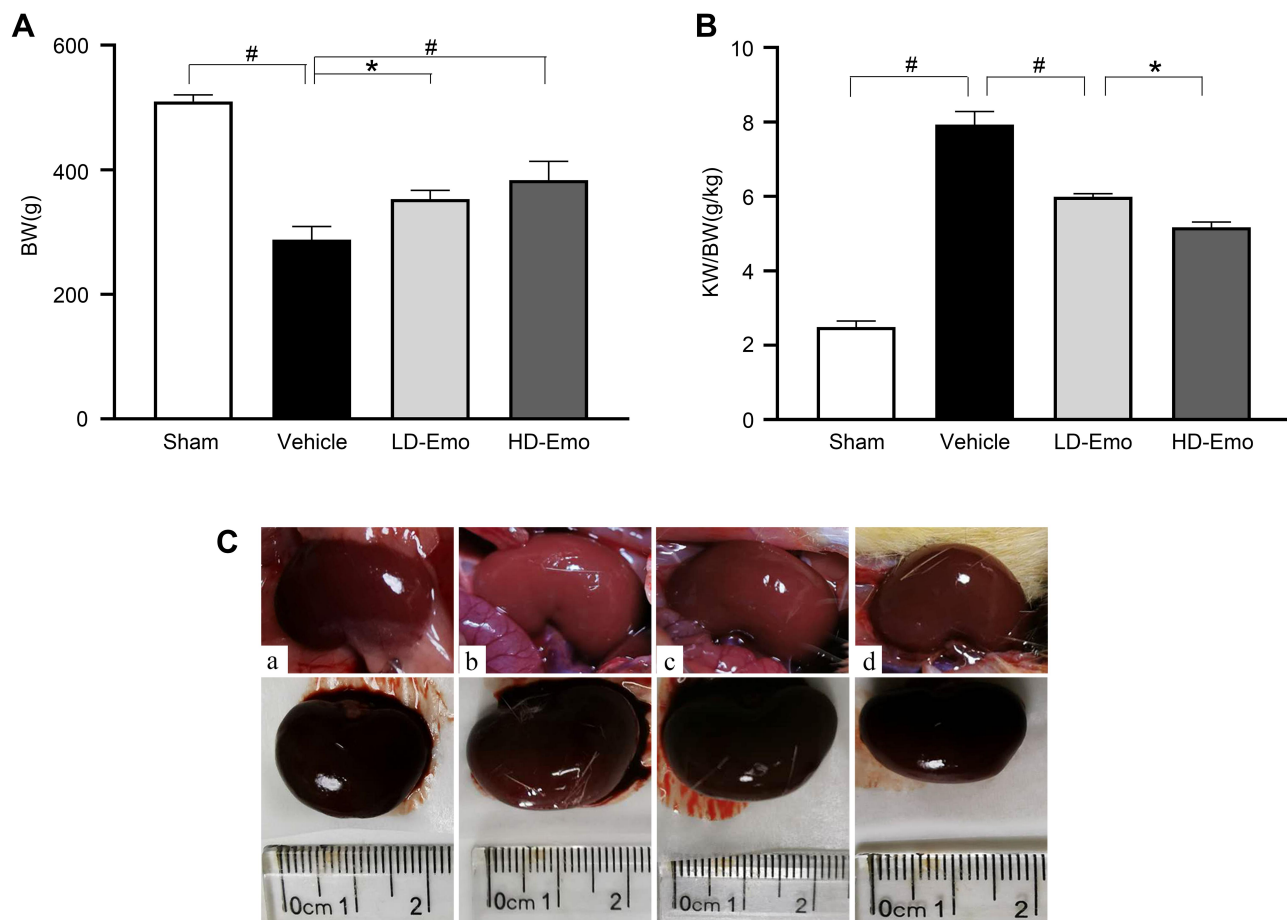 A
600
400
200
0
BW(g)
#
#
*
Sham
Vehicle
LD-Emo
HD-Emo
B
10
8
6
4
2
0
KW/BW(g/kg)
#
#
*
Sham
Vehicle
LD-Emo
HD-Emo
C
a
b
c
d
0cm 1 2
0cm 1 2
0cm 1 2
0cm 1 2